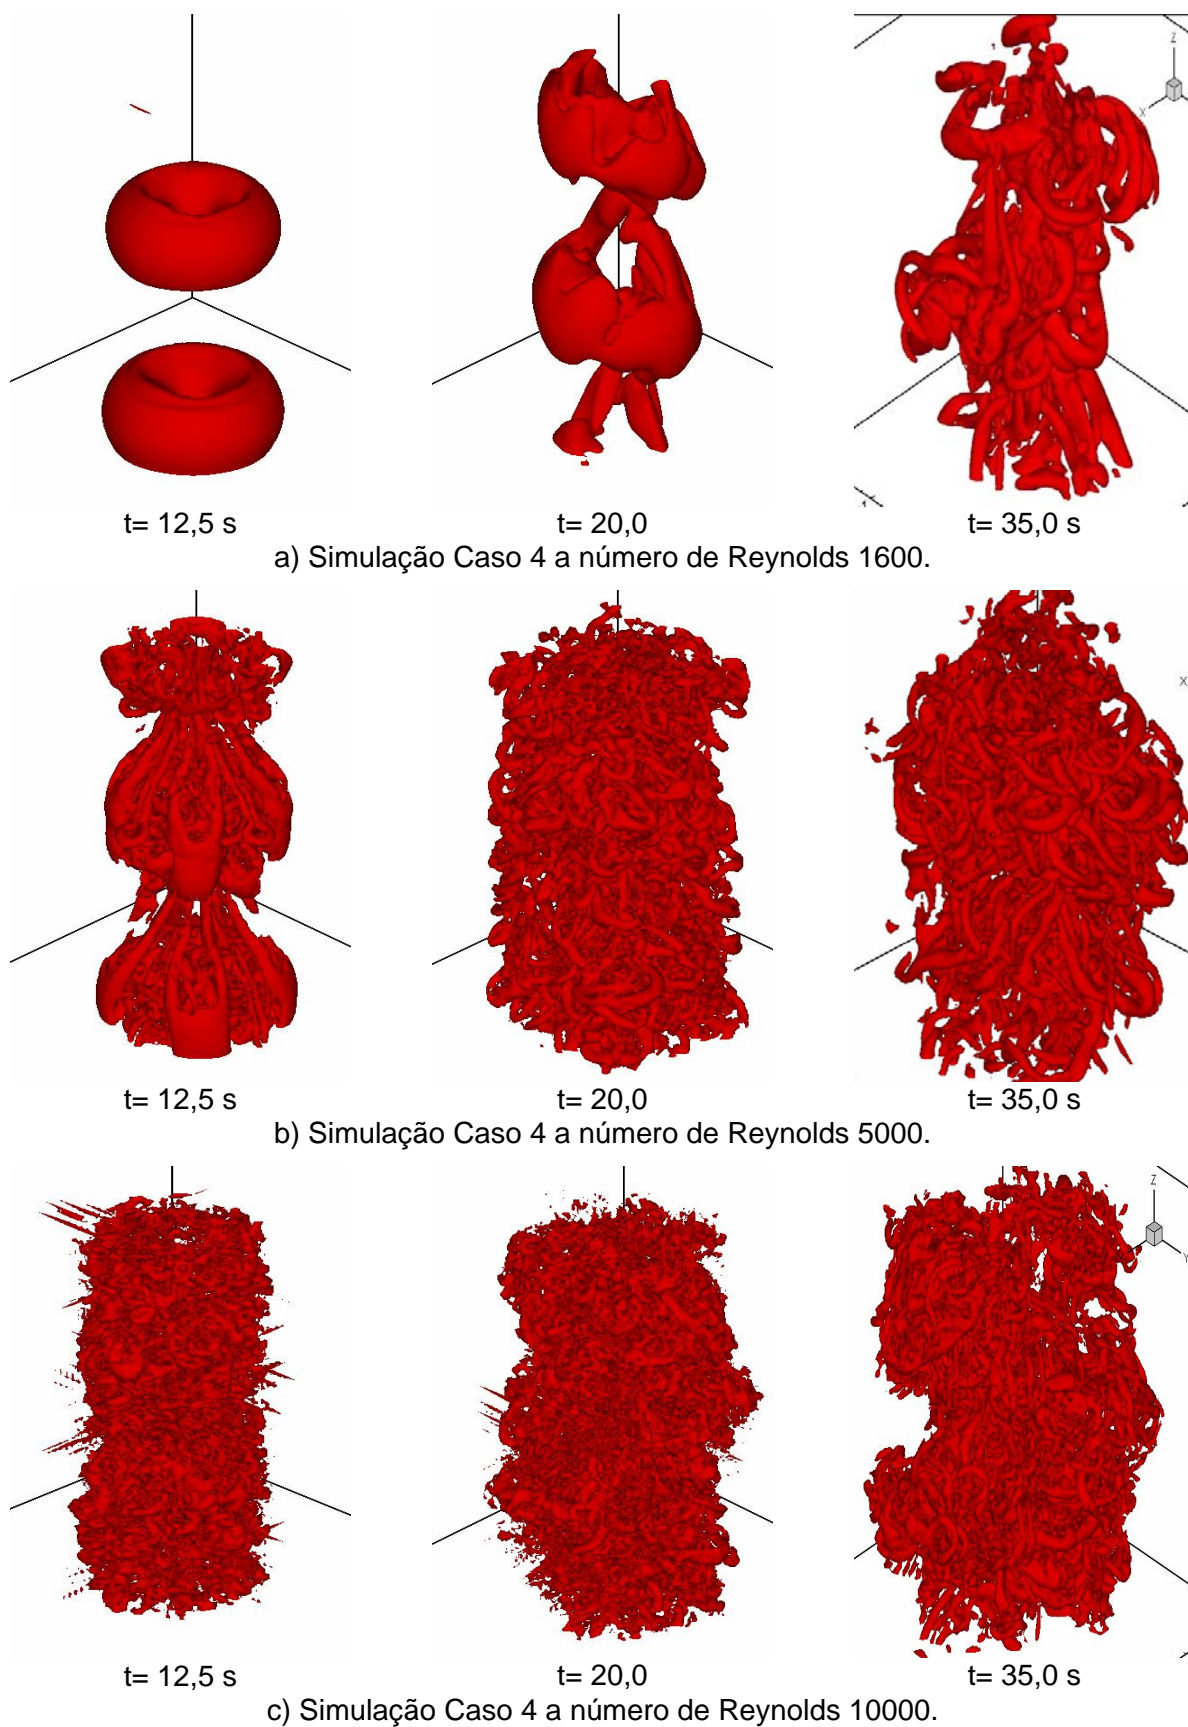 Z
X
1
t= 12,5 s
t= 20,0
t= 35,0 s
a) Simulação Caso 4 a número de Reynolds 1600.
X
t= 12,5 s
t= 20,0
t= 35,0 s
b) Simulação Caso 4 a número de Reynolds 5000.
Z
Y
t= 12,5 s
t= 20,0
t= 35,0 s
c) Simulação Caso 4 a número de Reynolds 10000.